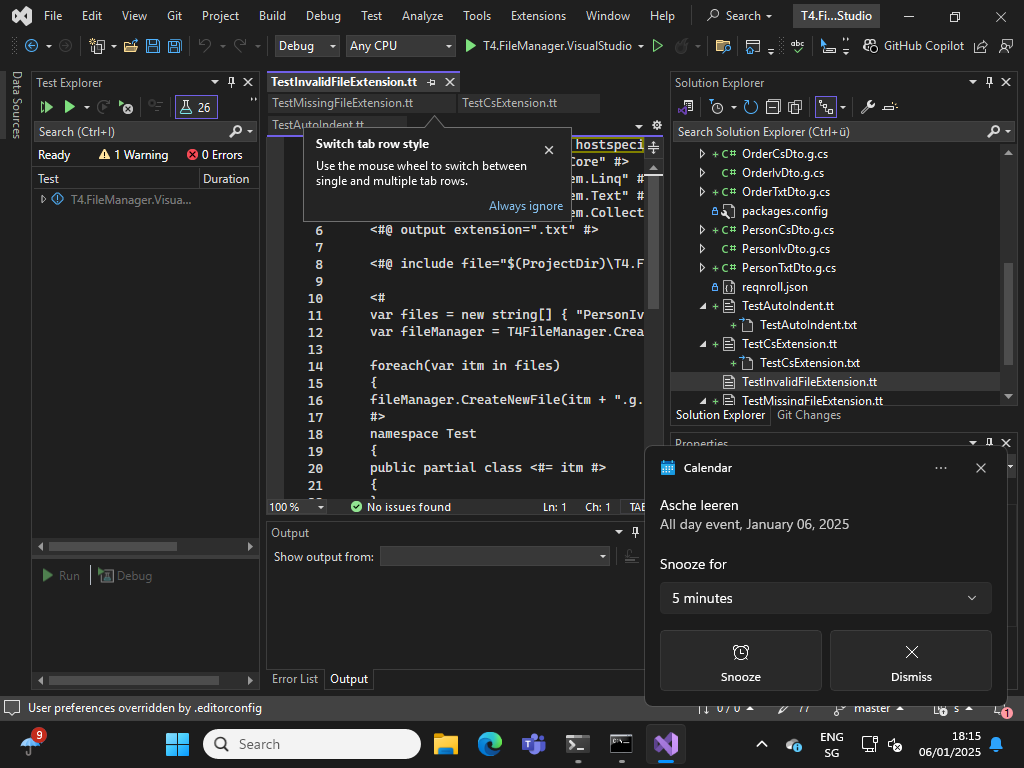 File Edit View Git Project Build Debug Test Analyze Tools Extensions Window Help Search T4.Fi...Studio
Debug Any CPU T4.FileManager.VisualStudio GitHub Copilot
Data Sources
Test Explorer
26
Search (Ctrl+I)
Ready 1 Warning 0 Errors
Test Duration
T4.FileManager.Visua...
Run Debug
TestInvalidFileExtension.tt
TestMissingFileExtension.tt TestCsExtension.tt
TestAutoIndent.tt
Switch tab row style
Use the mouse wheel to switch between
single and multiple tab rows.
Always ignore
hostspeci
Core" #>
em.Linq" #
em.Text" #
em.Collect
6 <#@ output extension=".txt" #>
7
8 <#@ include file="$(ProjectDir)\T4.F
9
10 <#
11 var files = new string[] { "PersonIv
12 var fileManager = T4FileManager.Crea
13
14 foreach(var itm in files)
15 {
16 fileManager.CreateNewFile(itm + ".g.
17 #>
18 namespace Test
19 {
20 public partial class <#= itm #>
21 {
100 % No issues found Ln: 1 Ch: 1 TAB
Output
Show output from:
Error List Output
Solution Explorer
Search Solution Explorer (Ctrl+ü)
C# OrderCsDto.g.cs
C# OrderIvDto.g.cs
C# OrderTxtDto.g.cs
packages.config
C# PersonCsDto.g.cs
C# PersonIvDto.g.cs
C# PersonTxtDto.g.cs
reqnroll.json
TestAutoIndent.tt
TestAutoIndent.txt
TestCsExtension.tt
TestCsExtension.txt
TestInvalidFileExtension.tt
TestMissingFileExtension.tt
Solution Explorer Git Changes
Properties
Calendar
Asche leeren
All day event, January 06, 2025
Snooze for
5 minutes
Snooze Dismiss
User preferences overridden by .editorconfig
0 / 0 77 master s 1
9 Search
ENG
SG
18:15
06/01/2025